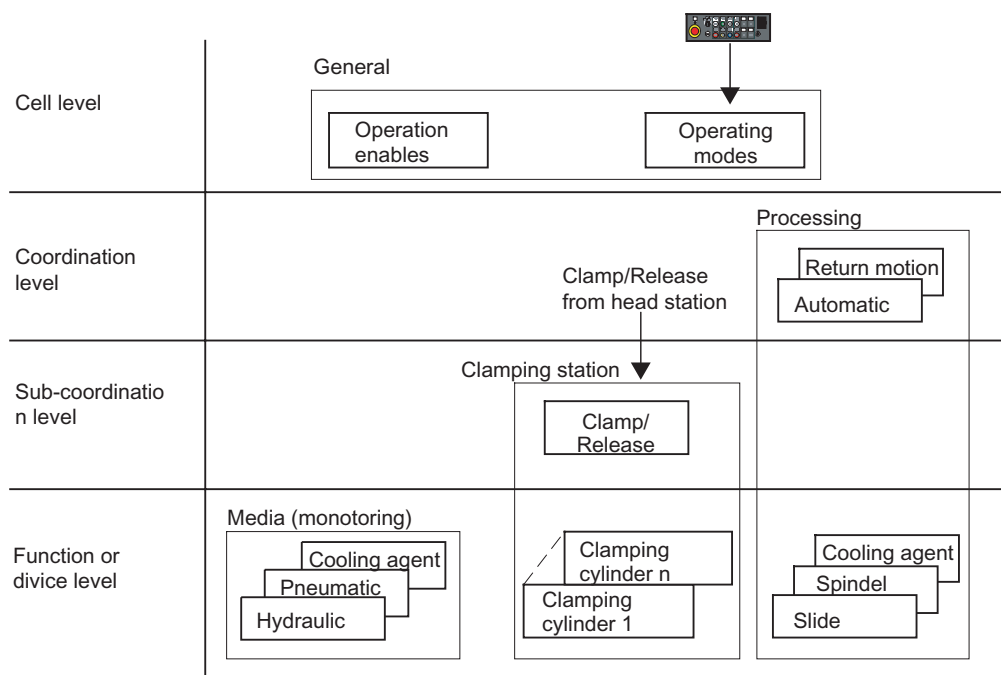 General
Cell level
Operation
enables
Operating
modes
Processing
Coordination
level
Return motion
Automatic
Clamp/Release
from head station
Clamping station
Sub-coordinatio
n level
Clamp/
Release
Media (monotoring)
Function or
divice level
Cooling agent
Pneumatic
Hydraulic
Clamping
cylinder n
Clamping
cylinder 1
Cooling agent
Spindel
Slide